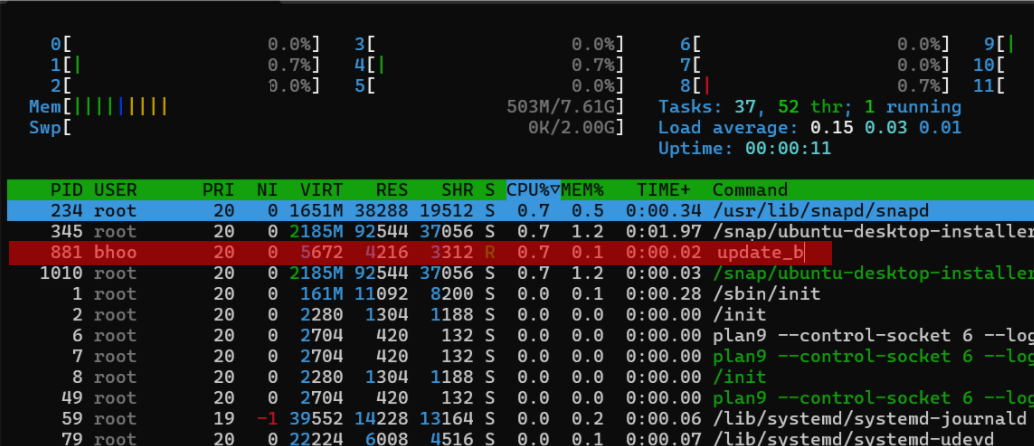 0[ 0.0%] 3[ 0.0%] 6[ 0.0%] 9[|
1[| 0.7%] 4[| 0.7%] 7[ 0.0%] 10[
2[ 0.0%] 5[ 0.0%] 8[| 0.7%] 11[
Mem[||||||||| 503M/7.61G] Tasks: 37, 52 thr; 1 running
Swp[ 0K/2.00G] Load average: 0.15 0.03 0.01
Uptime: 00:00:11
PID USER PRI NI VIRT RES SHR S CPU%▽MEM% TIME+ Command
234 root 20 0 1651M 38288 19512 S 0.7 0.5 0:00.34 /usr/lib/snapd/snapd
345 root 20 0 2185M 92544 37056 S 0.7 1.2 0:01.97 /snap/ubuntu-desktop-installer
881 bhoo 20 0 5672 4216 3312 R 0.7 0.1 0:00.02 update_b
1010 root 20 0 2185M 92544 37056 S 0.7 1.2 0:00.03 /snap/ubuntu-desktop-installer
1 root 20 0 161M 11092 8200 S 0.0 0.1 0:00.28 /sbin/init
2 root 20 0 2280 1304 1188 S 0.0 0.0 0:00.00 /init
6 root 20 0 2704 420 132 S 0.0 0.0 0:00.00 plan9 --control-socket 6 --log
7 root 20 0 2704 420 132 S 0.0 0.0 0:00.00 plan9 --control-socket 6 --log
8 root 20 0 2280 1304 1188 S 0.0 0.0 0:00.00 /init
49 root 20 0 2704 420 132 S 0.0 0.0 0:00.00 plan9 --control-socket 6 --log
59 root 19 -1 39552 14228 13164 S 0.0 0.2 0:00.06 /lib/systemd/systemd-journald
79 root 20 0 22224 6008 4516 S 0.0 0.1 0:00.07 /lib/systemd/systemd-udevd